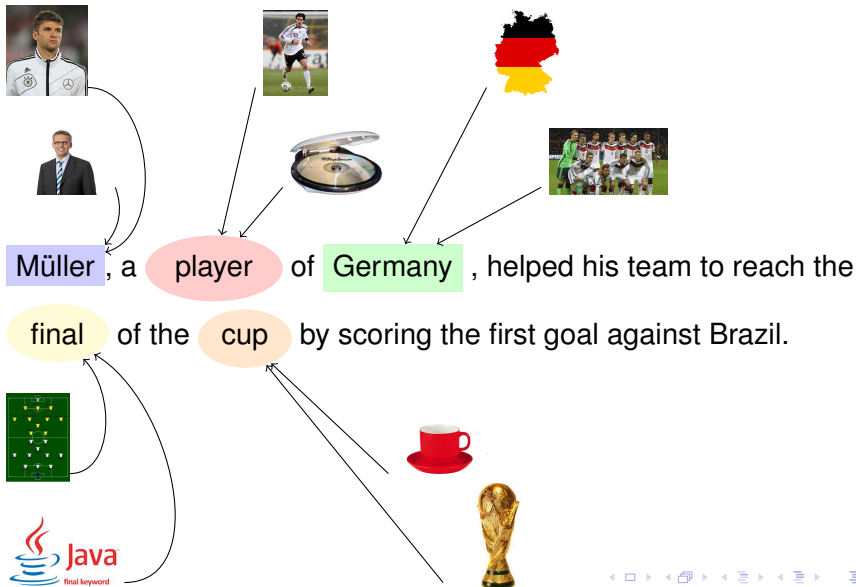 Müller , a player of Germany , helped his team to reach the
final of the cup by scoring the first goal against Brazil.
Java
final keyword